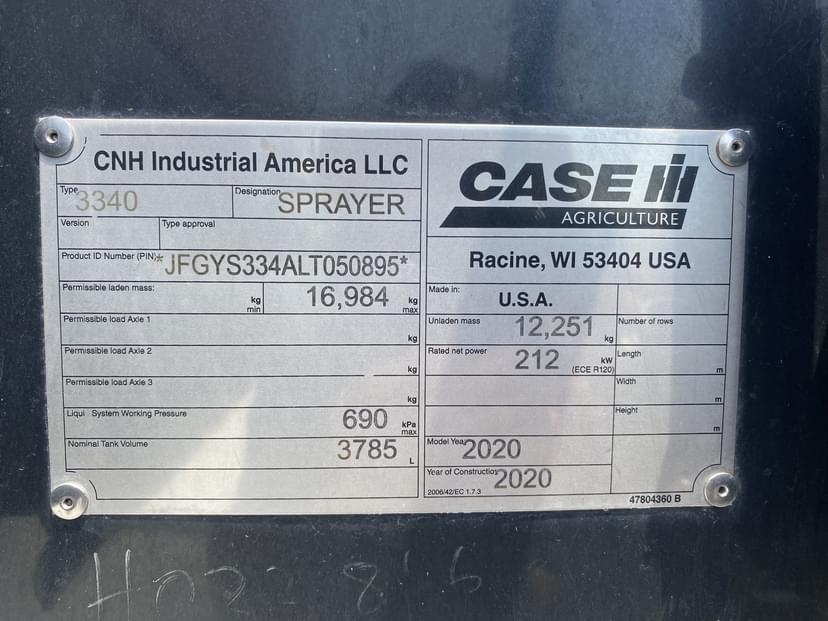 CNH Industrial America LLC
Type 3340 Designation SPRAYER
Version Type approval
Product ID Number (PIN) *JFGYS334ALT050895*
Permissible laden mass: kg min 16,984 kg max
Permissible load Axle 1 kg
Permissible load Axle 2 kg
Permissible load Axle 3 kg
Liqui System Working Pressure 690 kPa max
Nominal Tank Volume 3785 L
CASE IH
AGRICULTURE
Racine, WI 53404 USA
Made in: U.S.A.
Unladen mass 12,251 kg Number of rows
Rated net power 212 kW (ECE R120) Length m
Width m
Height m
Model Year 2020
Year of Construction 2020
2006/42/EC 1.7.3
47804360 B